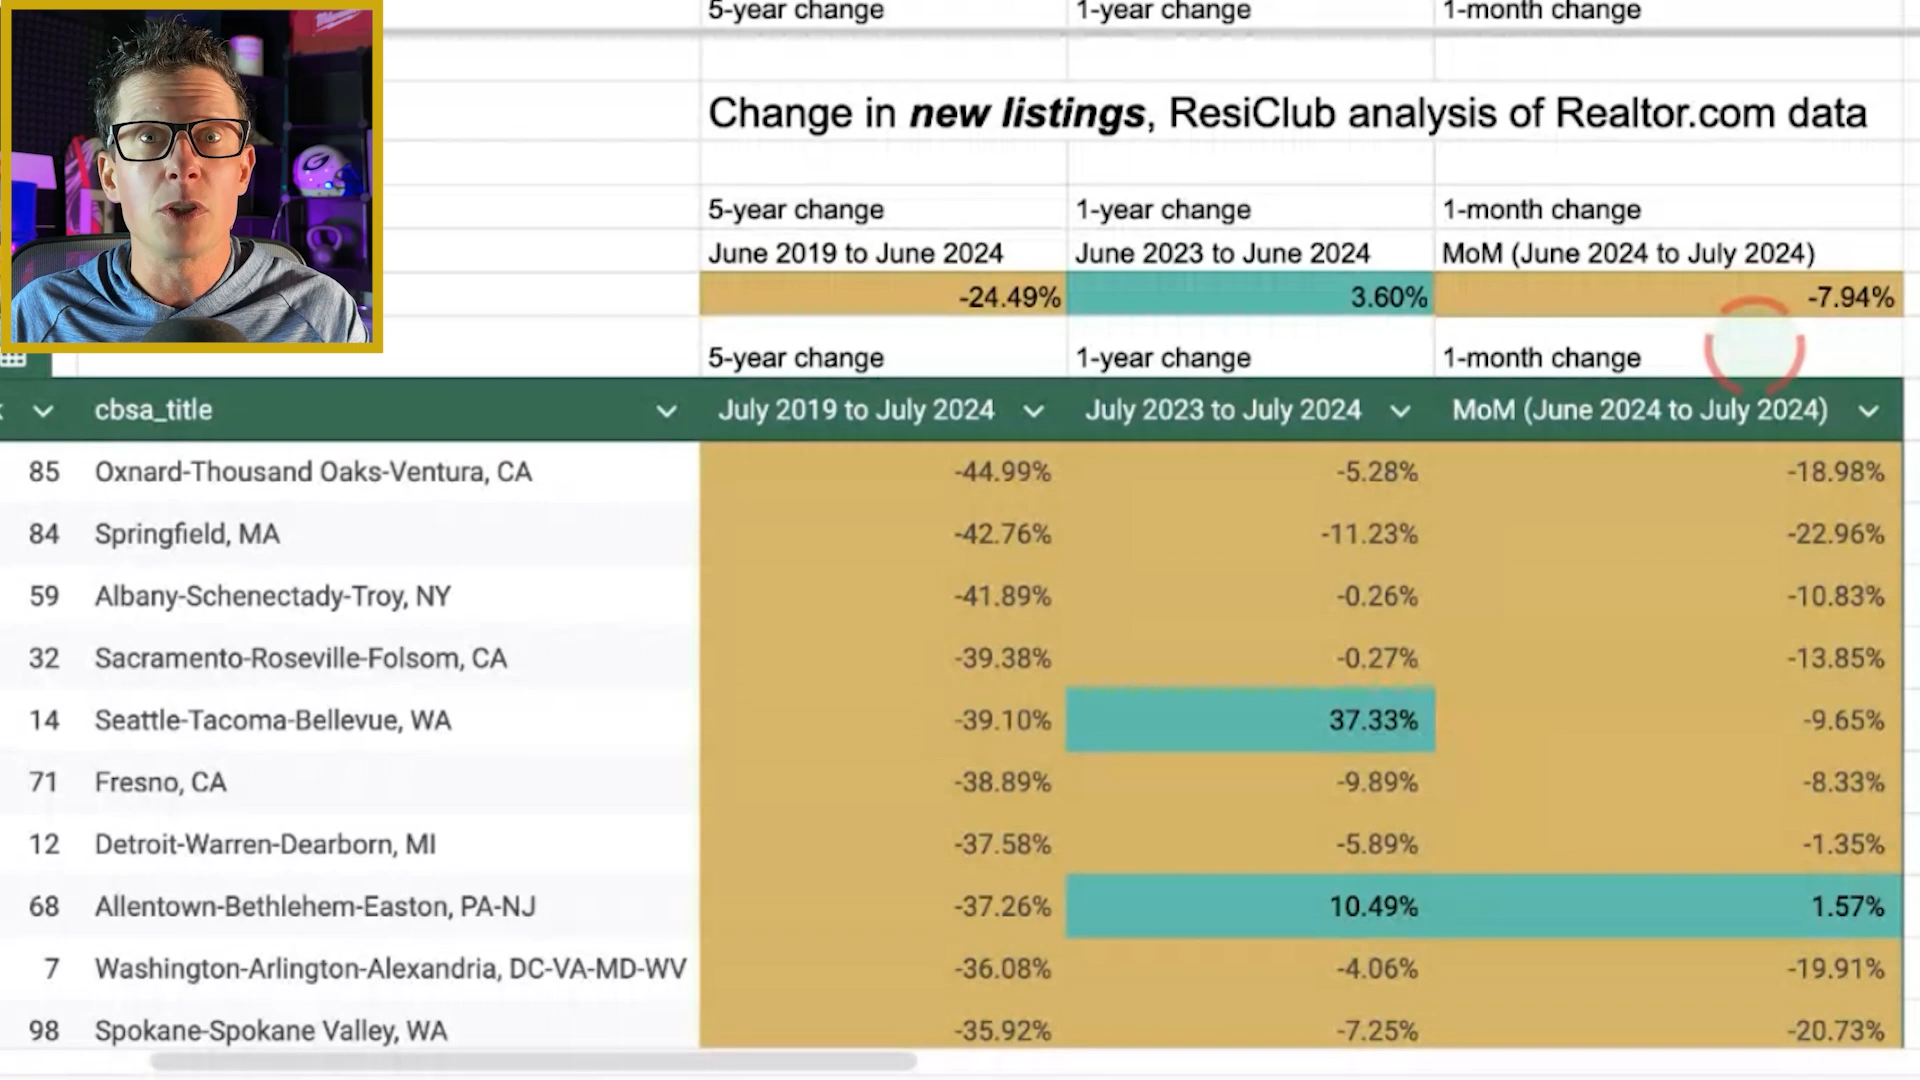 5-year change 1-year change 1-month change
Change in new listings, ResiClub analysis of Realtor.com data
5-year change 1-year change 1-month change
June 2019 to June 2024 June 2023 to June 2024 MoM (June 2024 to July 2024)
-24.49% 3.60% -7.94%
5-year change 1-year change 1-month change
cbsa_title July 2019 to July 2024 July 2023 to July 2024 MoM (June 2024 to July 2024)
85 Oxnard-Thousand Oaks-Ventura, CA -44.99% -5.28% -18.98%
84 Springfield, MA -42.76% -11.23% -22.96%
59 Albany-Schenectady-Troy, NY -41.89% -0.26% -10.83%
32 Sacramento-Roseville-Folsom, CA -39.38% -0.27% -13.85%
14 Seattle-Tacoma-Bellevue, WA -39.10% 37.33% -9.65%
71 Fresno, CA -38.89% -9.89% -8.33%
12 Detroit-Warren-Dearborn, MI -37.58% -5.89% -1.35%
68 Allentown-Bethlehem-Easton, PA-NJ -37.26% 10.49% 1.57%
7 Washington-Arlington-Alexandria, DC-VA-MD-WV -36.08% -4.06% -19.91%
98 Spokane-Spokane Valley, WA -35.92% -7.25% -20.73%